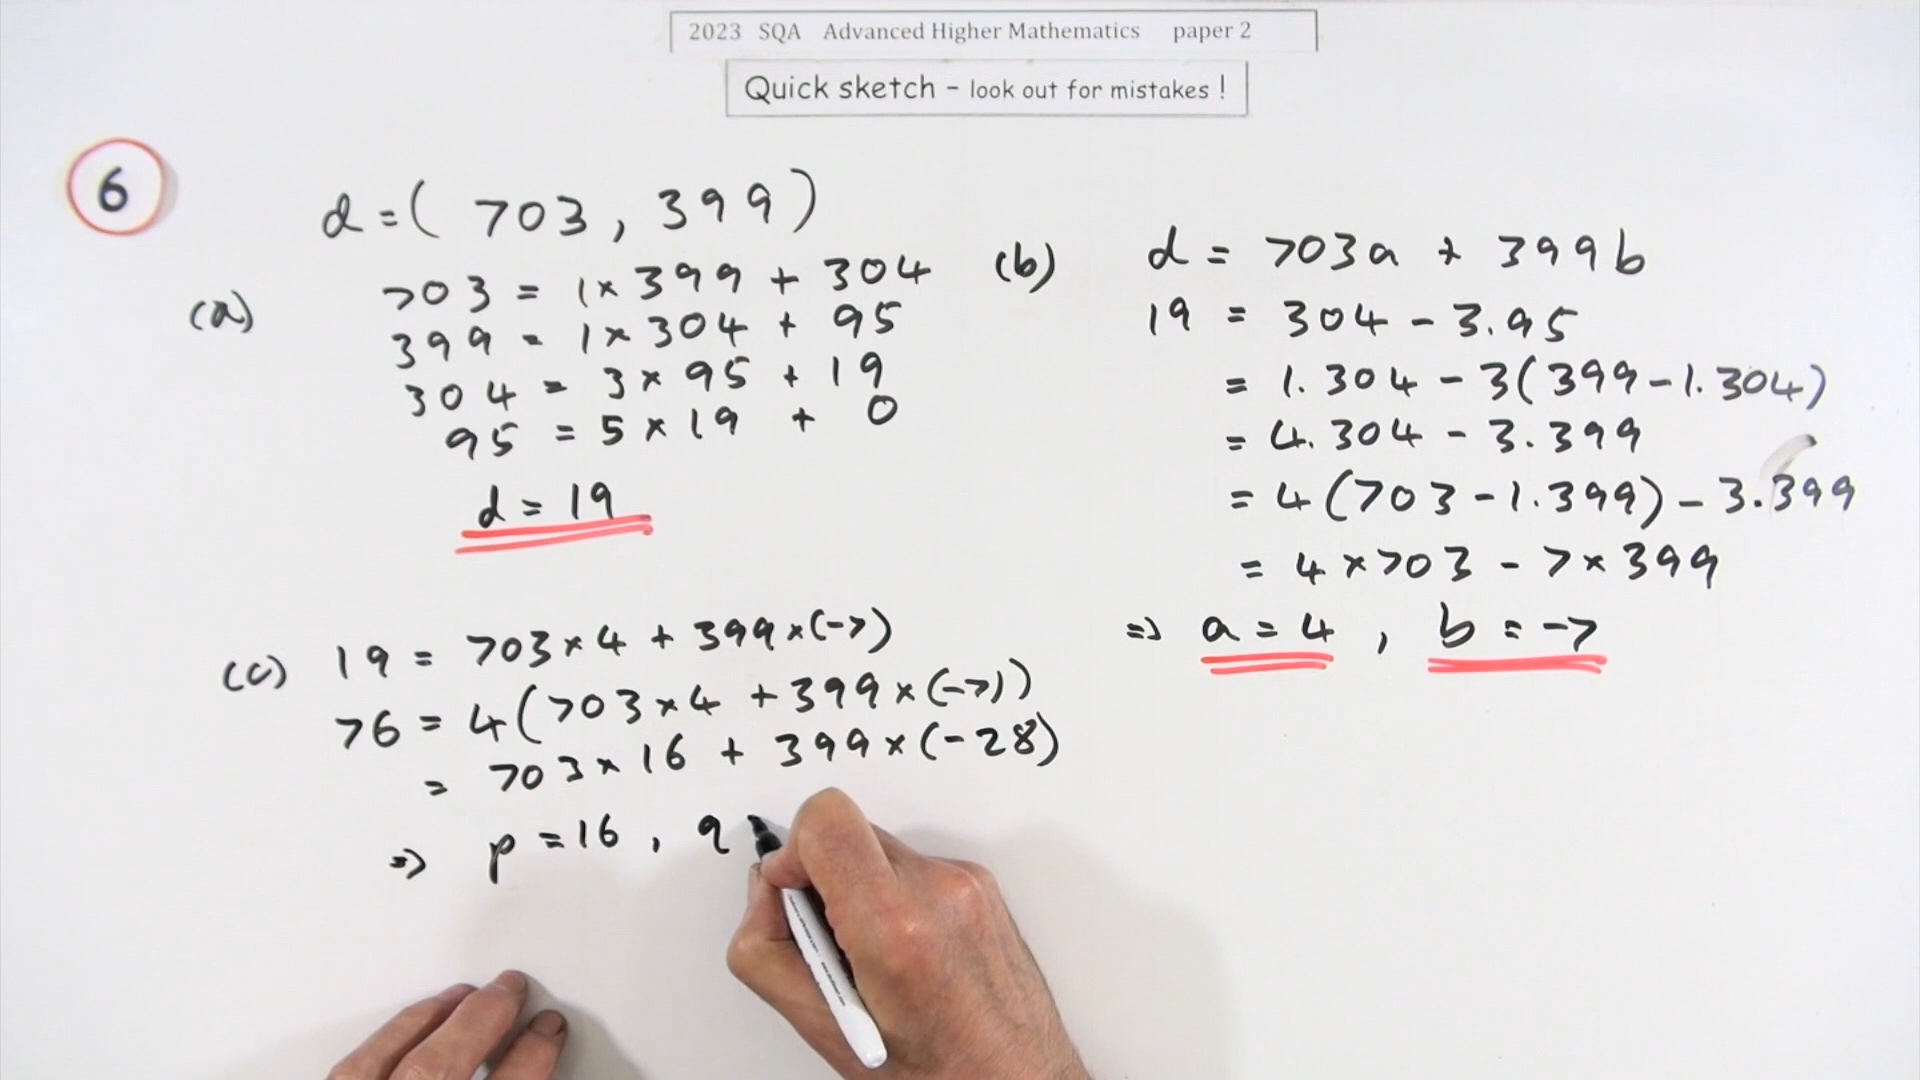 2023 SQA Advanced Higher Mathematics paper 2
Quick sketch - look out for mistakes !
6
d = ( 703 , 399 )
(a)
703 = 1 × 399 + 304
399 = 1 × 304 + 95
304 = 3 × 95 + 19
95 = 5 × 19 + 0
d = 19
(b)
d = 703a + 399b
19 = 304 - 3.95
= 1.304 - 3(399 - 1.304)
= 4.304 - 3.399
= 4(703 - 1.399) - 3.399
= 4 × 703 - 7 × 399
⇒ a = 4 , b = -7
(c)
19 = 703 × 4 + 399 × (-7)
76 = 4(703 × 4 + 399 × (-7))
= 703 × 16 + 399 × (-28)
⇒ p = 16 , q